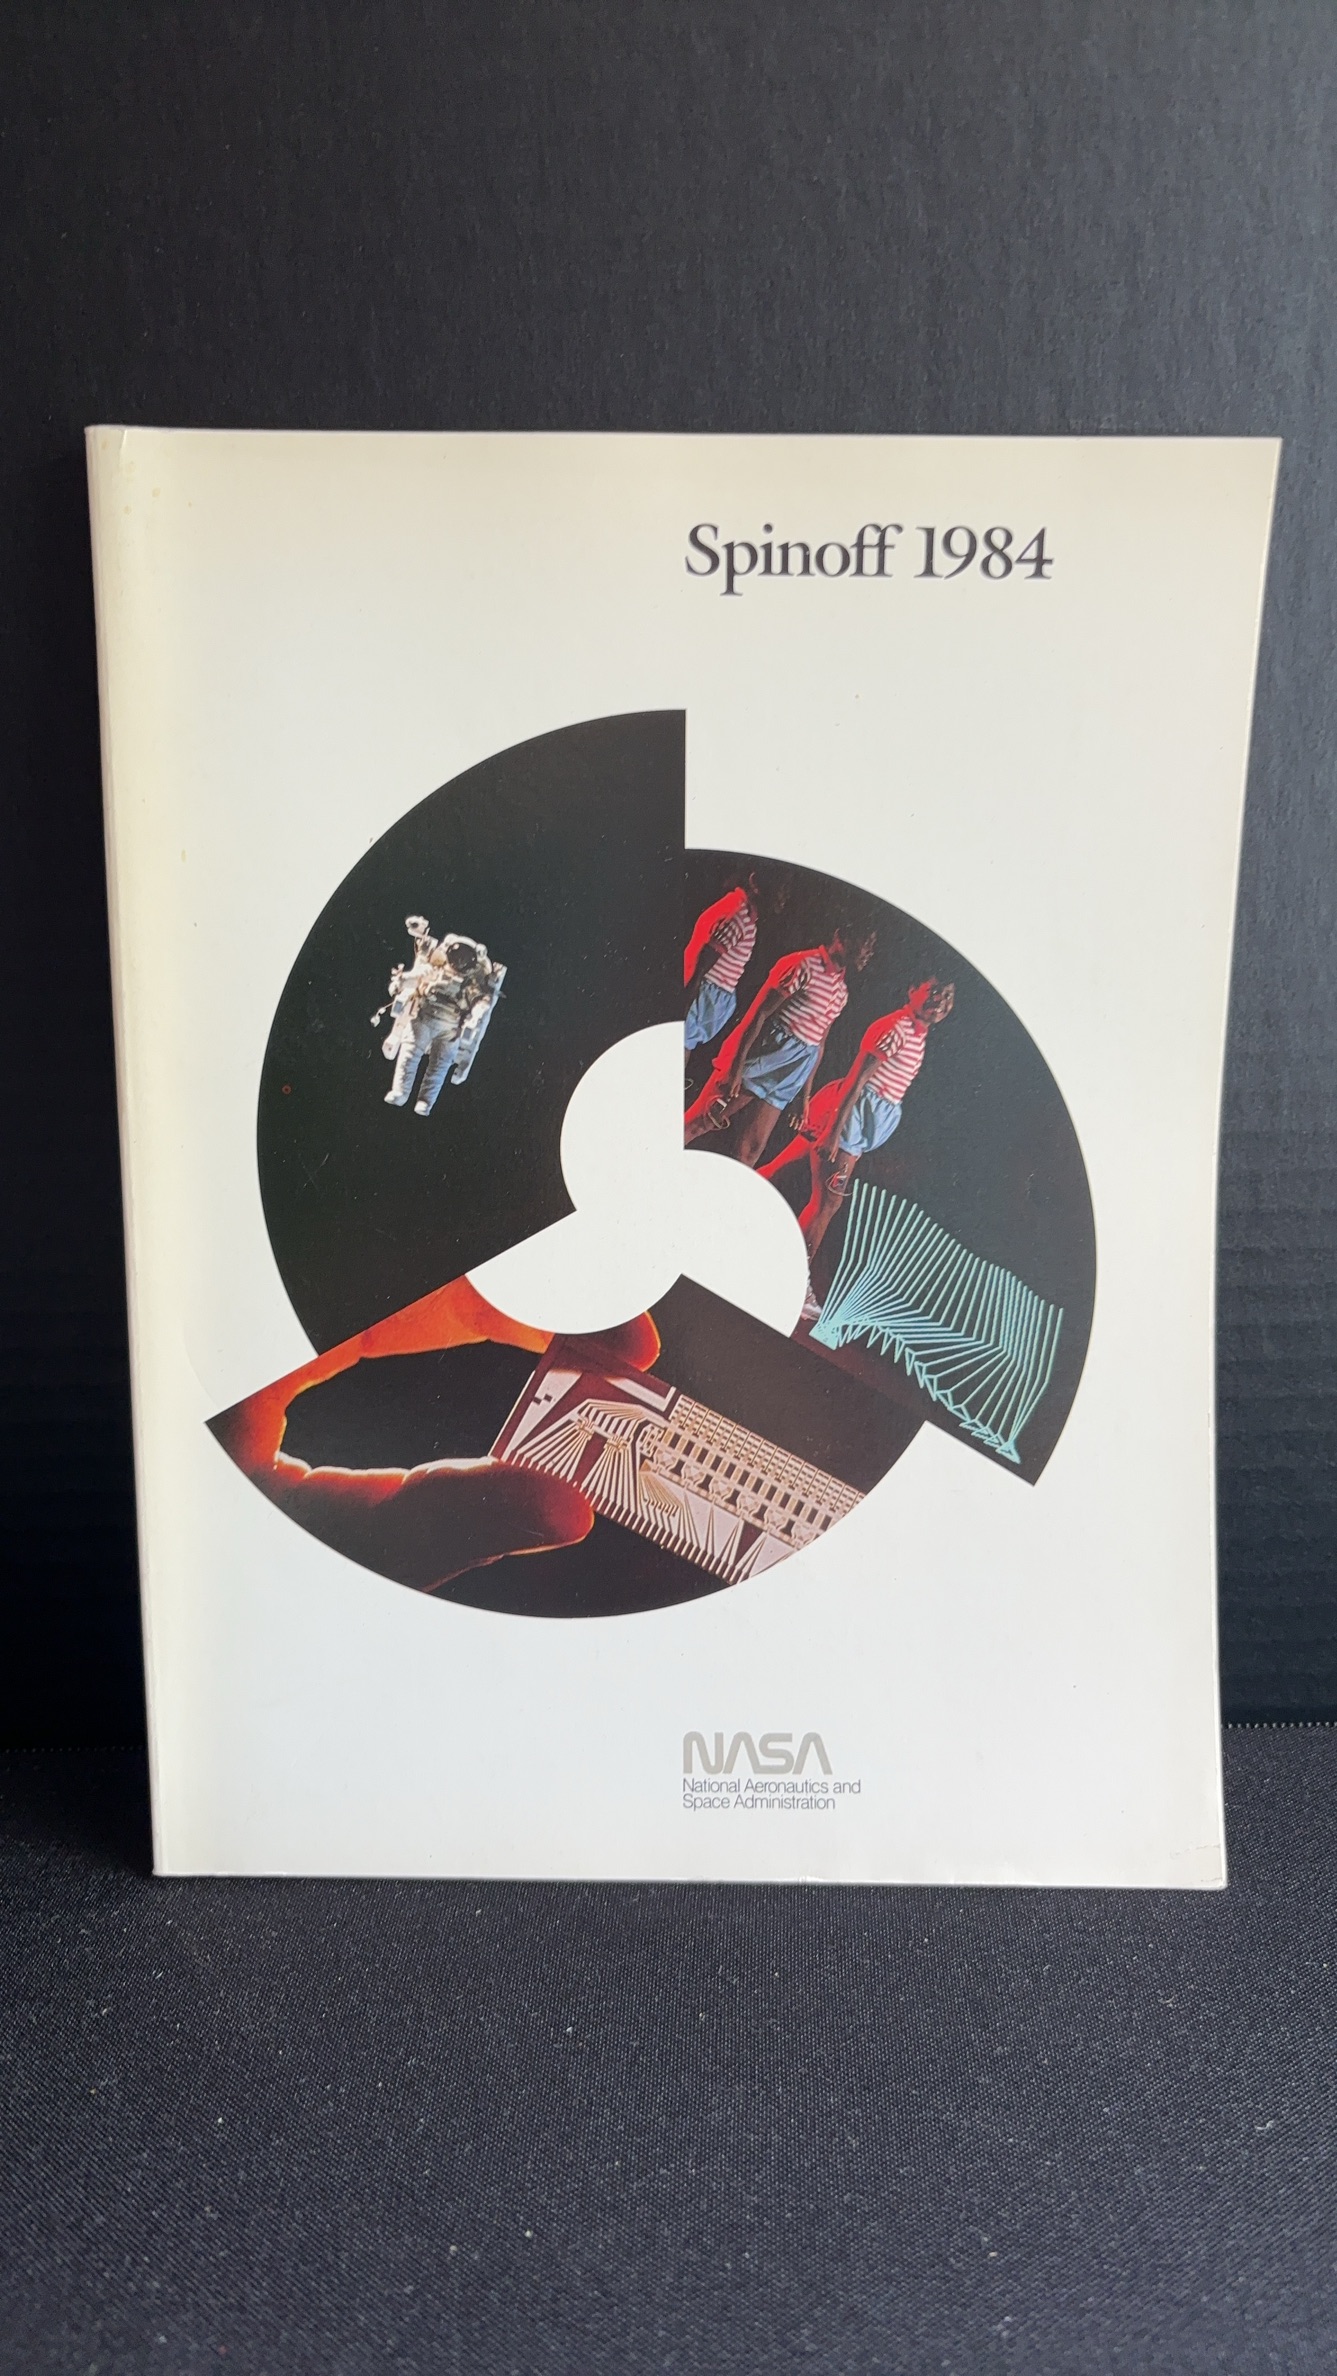 Spinoff 1984
NASA
National Aeronautics and
Space Administration